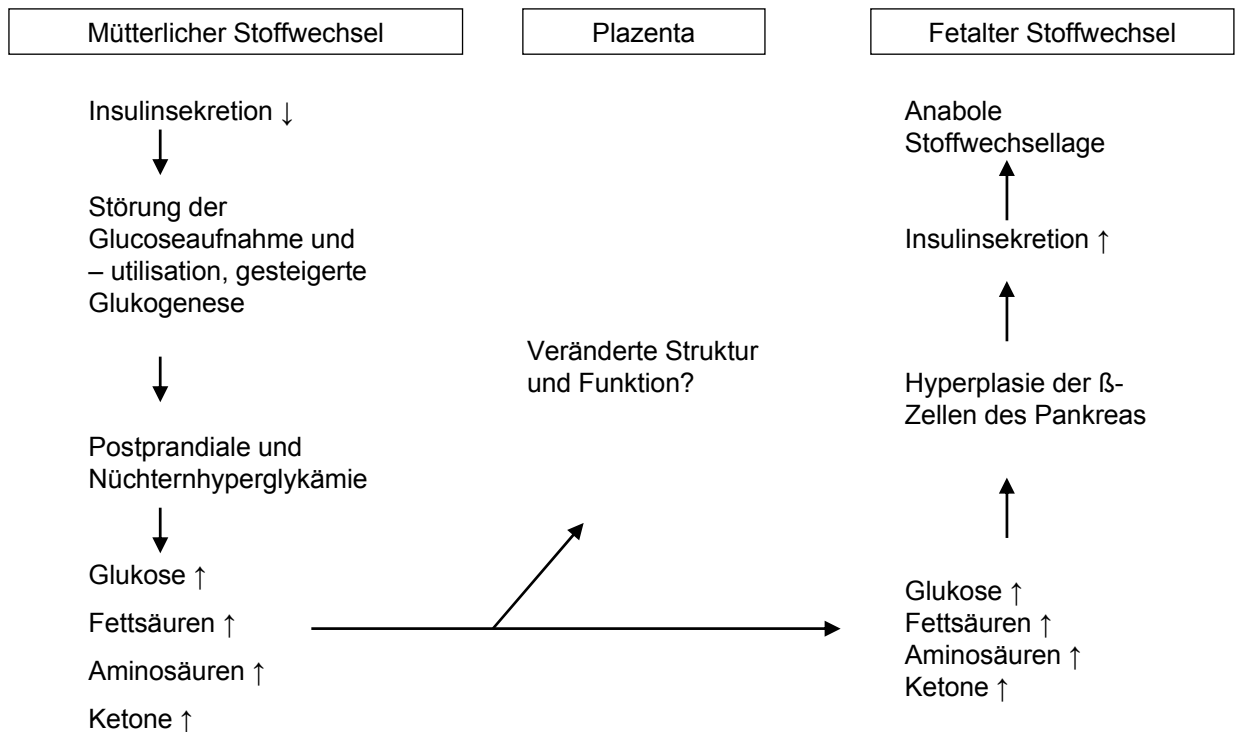 Mütterlicher Stoffwechsel
Plazenta
Fetalter Stoffwechsel
Insulinsekretion ↓
Störung der
Glucoseaufnahme und
– utilisation, gesteigerte
Glukogenese
Postprandiale und
Nüchternhyperglykämie
Glukose ↑
Fettsäuren ↑
Aminosäuren ↑
Ketone ↑
Veränderte Struktur
und Funktion?
Anabole
Stoffwechsellage
Insulinsekretion ↑
Hyperplasie der ß-
Zellen des Pankreas
Glukose ↑
Fettsäuren ↑
Aminosäuren ↑
Ketone ↑